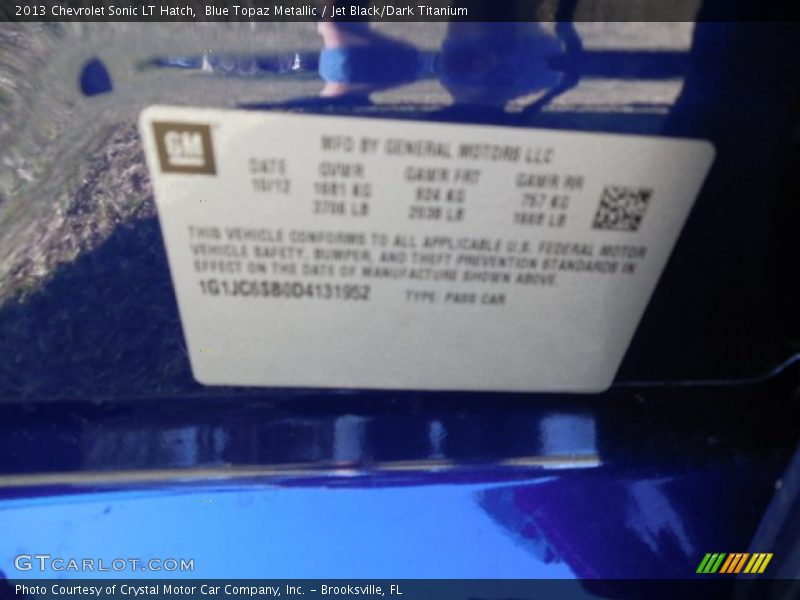 2013 Chevrolet Sonic LT Hatch, Blue Topaz Metallic / Jet Black/Dark Titanium
GM
MFD BY GENERAL MOTORS LLC
DATE GVWR GAWR FRT GAWR RR
10/12 1681 KG 924 KG 757 KG
3706 LB 2038 LB 1668 LB
THIS VEHICLE CONFORMS TO ALL APPLICABLE U.S. FEDERAL MOTOR
VEHICLE SAFETY, BUMPER, AND THEFT PREVENTION STANDARDS IN
EFFECT ON THE DATE OF MANUFACTURE SHOWN ABOVE.
1G1JC6SB0D4131952 TYPE: PASS CAR
GTCARLOT.COM
Photo Courtesy of Crystal Motor Car Company, Inc. – Brooksville, FL